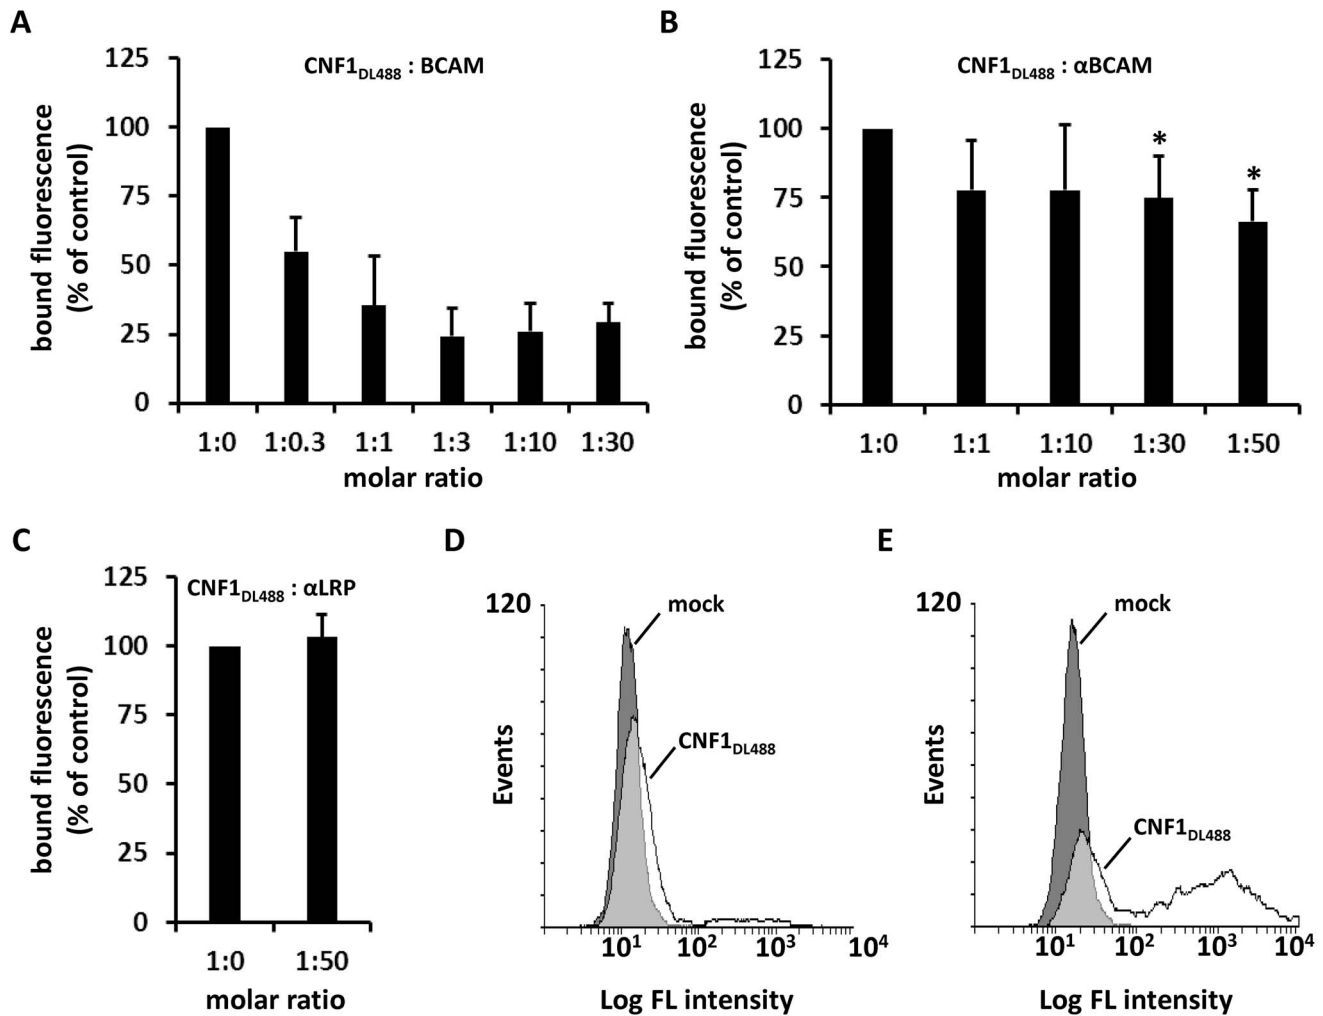 A
CNF1DL488 : BCAM
bound fluorescence
(% of control)
125
100
75
50
25
0
1:0 1:0.3 1:1 1:3 1:10 1:30
molar ratio
B
CNF1DL488 : αBCAM
bound fluorescence
(% of control)
125
100
75
50
25
0
* *
1:0 1:1 1:10 1:30 1:50
molar ratio
C
CNF1DL488 : αLRP
bound fluorescence
(% of control)
125
100
75
50
25
0
1:0 1:50
molar ratio
D
120
mock
CNF1DL488
Events
10¹ 10² 10³ 10⁴
Log FL intensity
E
120
mock
CNF1DL488
Events
10¹ 10² 10³ 10⁴
Log FL intensity